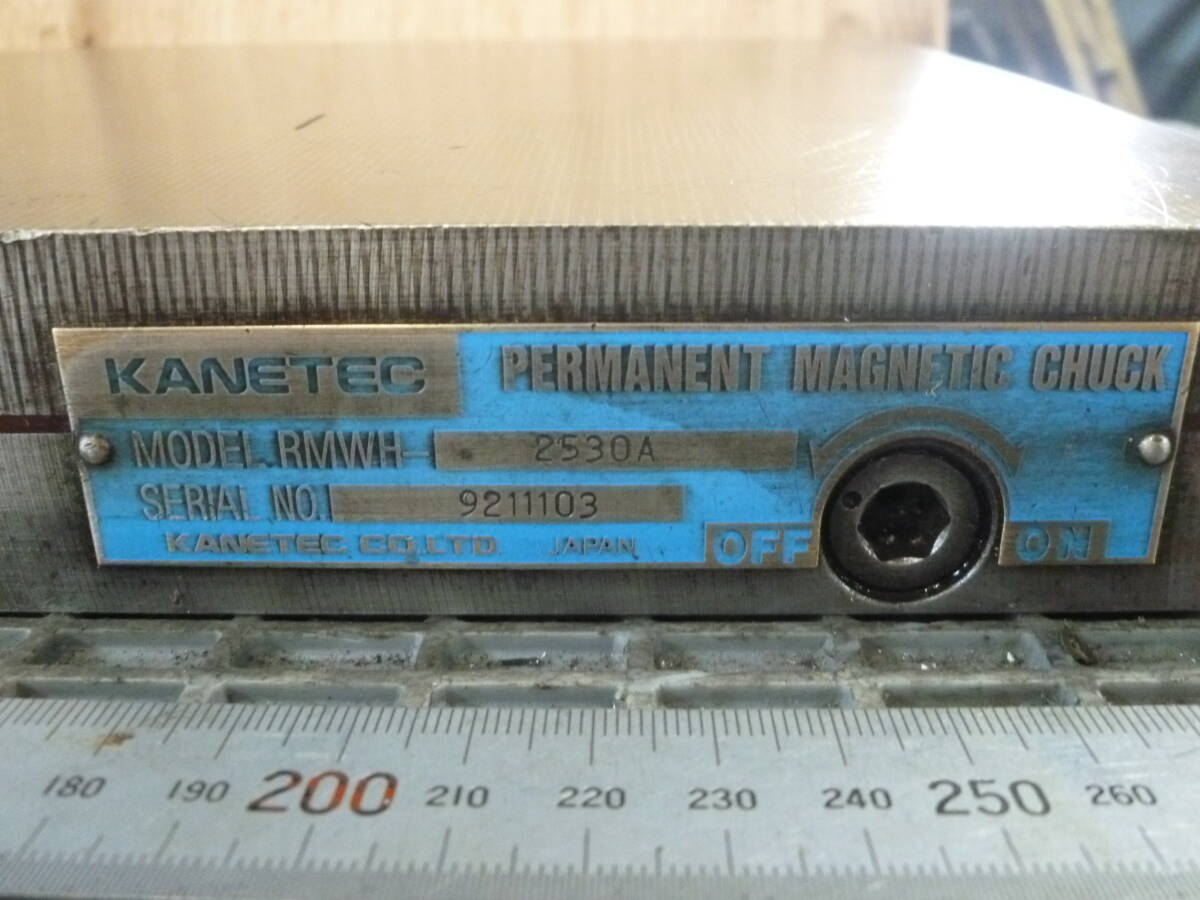 KANETEC PERMANENT MAGNETIC CHUCK
MODEL RMWH- 2530A
SERIAL NO. 9211103
KANETEC CO.,LTD. JAPAN OFF ON
180 190 200 210 220 230 240 250 260